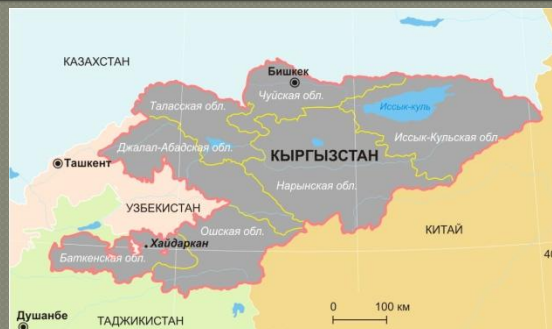 КАЗАХСТАН
Бишкек
Чуйская обл.
Таласская обл.
Иссык-куль
Иссык-Кульская обл.
Джалал-Абадская обл.
КЫРГЫЗСТАН
Ташкент
Нарынская обл.
УЗБЕКИСТАН
Ошская обл.
КИТАЙ
Хайдаркан
Баткенская обл.
40
0 100 км
Душанбе
ТАДЖИКИСТАН